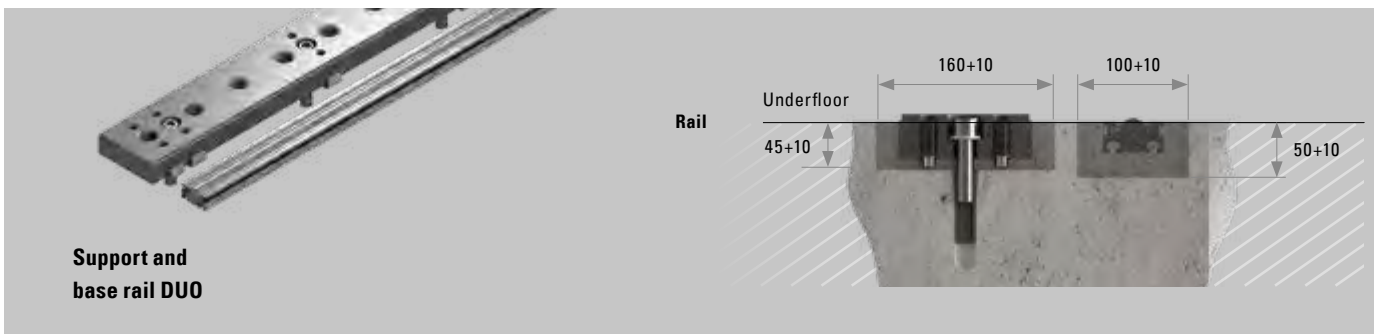 160+10
100+10
Underfloor
Rail
45+10
50+10
Support and
base rail DUO